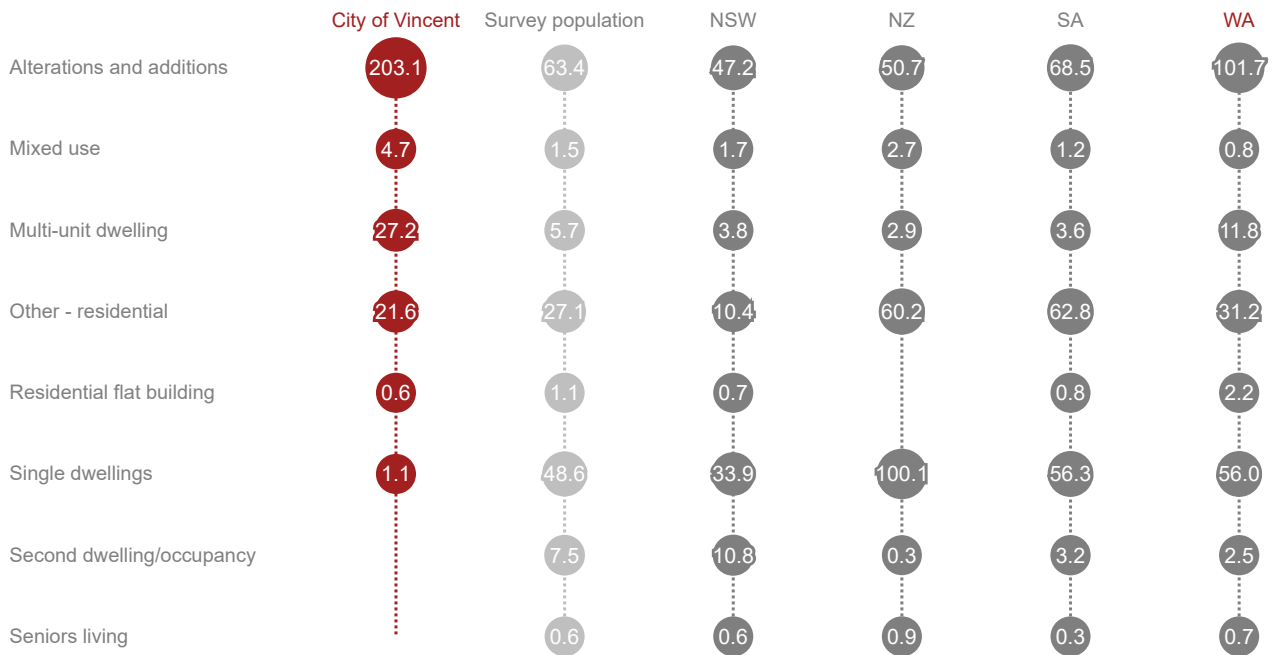 City of Vincent Survey population NSW NZ SA WA
Alterations and additions 203.1 63.4 47.2 50.7 68.5 101.7
Mixed use 4.7 1.5 1.7 2.7 1.2 0.8
Multi-unit dwelling 27.2 5.7 3.8 2.9 3.6 11.8
Other - residential 21.6 27.1 10.4 60.2 62.8 31.2
Residential flat building 0.6 1.1 0.7 0.8 2.2
Single dwellings 1.1 48.6 33.9 100.1 56.3 56.0
Second dwelling/occupancy 7.5 10.8 0.3 3.2 2.5
Seniors living 0.6 0.6 0.9 0.3 0.7